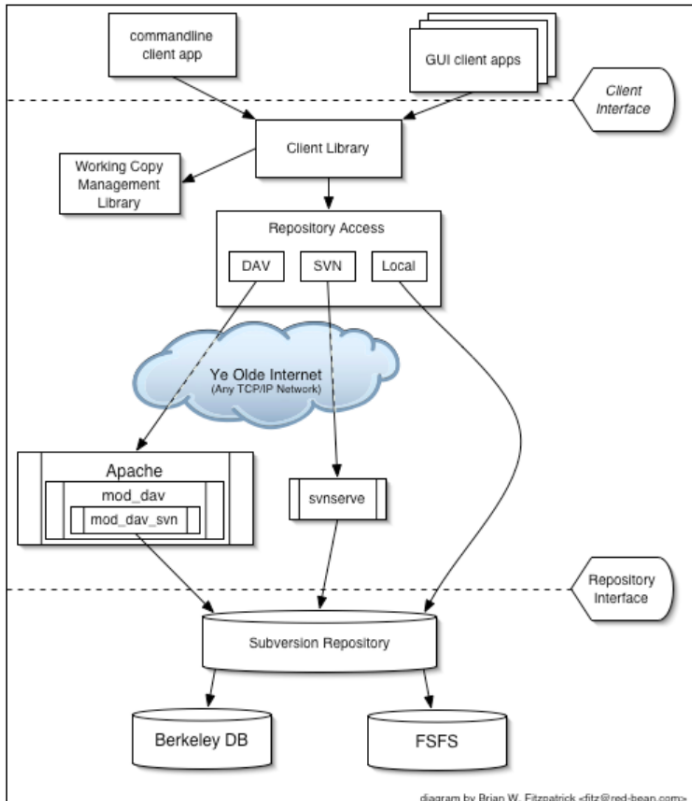 commandline
client app
GUI client apps
Client
Interface
Client Library
Working Copy
Management
Library
Repository Access
DAV
SVN
Local
Ye Olde Internet
(Any TCP/IP Network)
Apache
mod_dav
mod_dav_svn
svnserve
Repository
Interface
Subversion Repository
Berkeley DB
FSFS
diagram by Brian W. Fitzpatrick <fitz@red-bean.com>